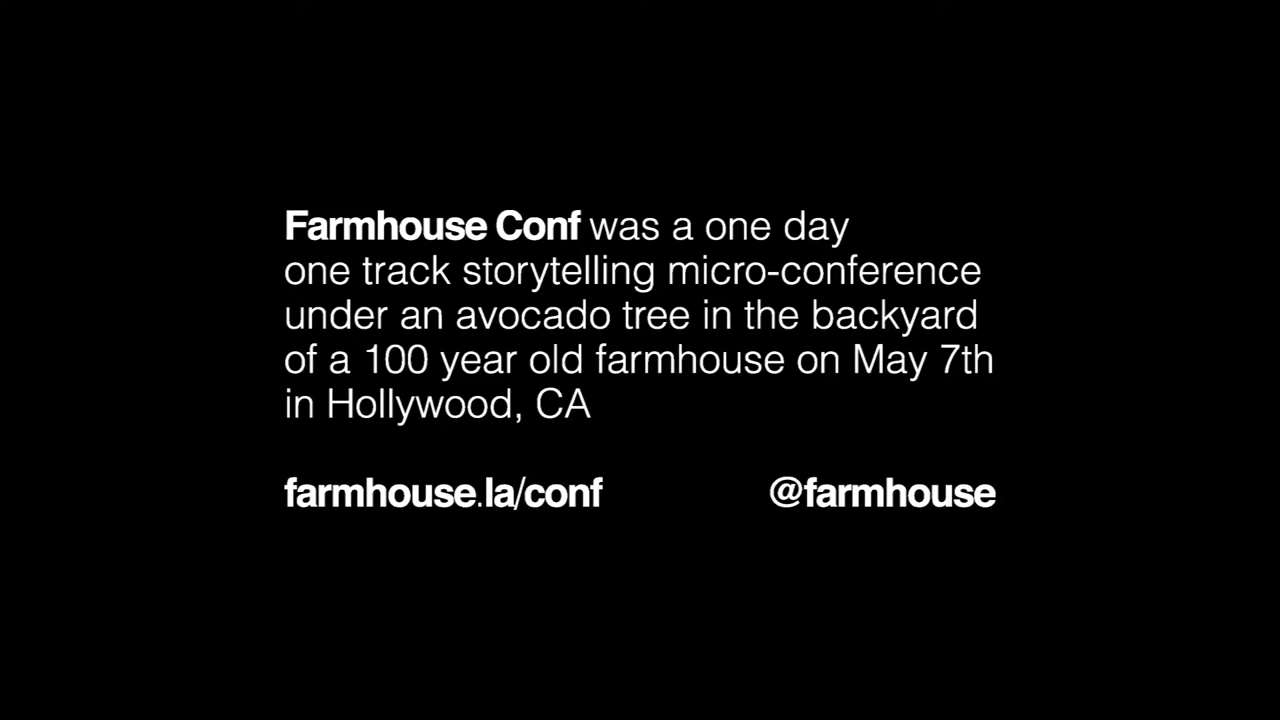 Farmhouse Conf was a one day
one track storytelling micro-conference
under an avocado tree in the backyard
of a 100 year old farmhouse on May 7th
in Hollywood, CA
farmhouse.la/conf @farmhouse